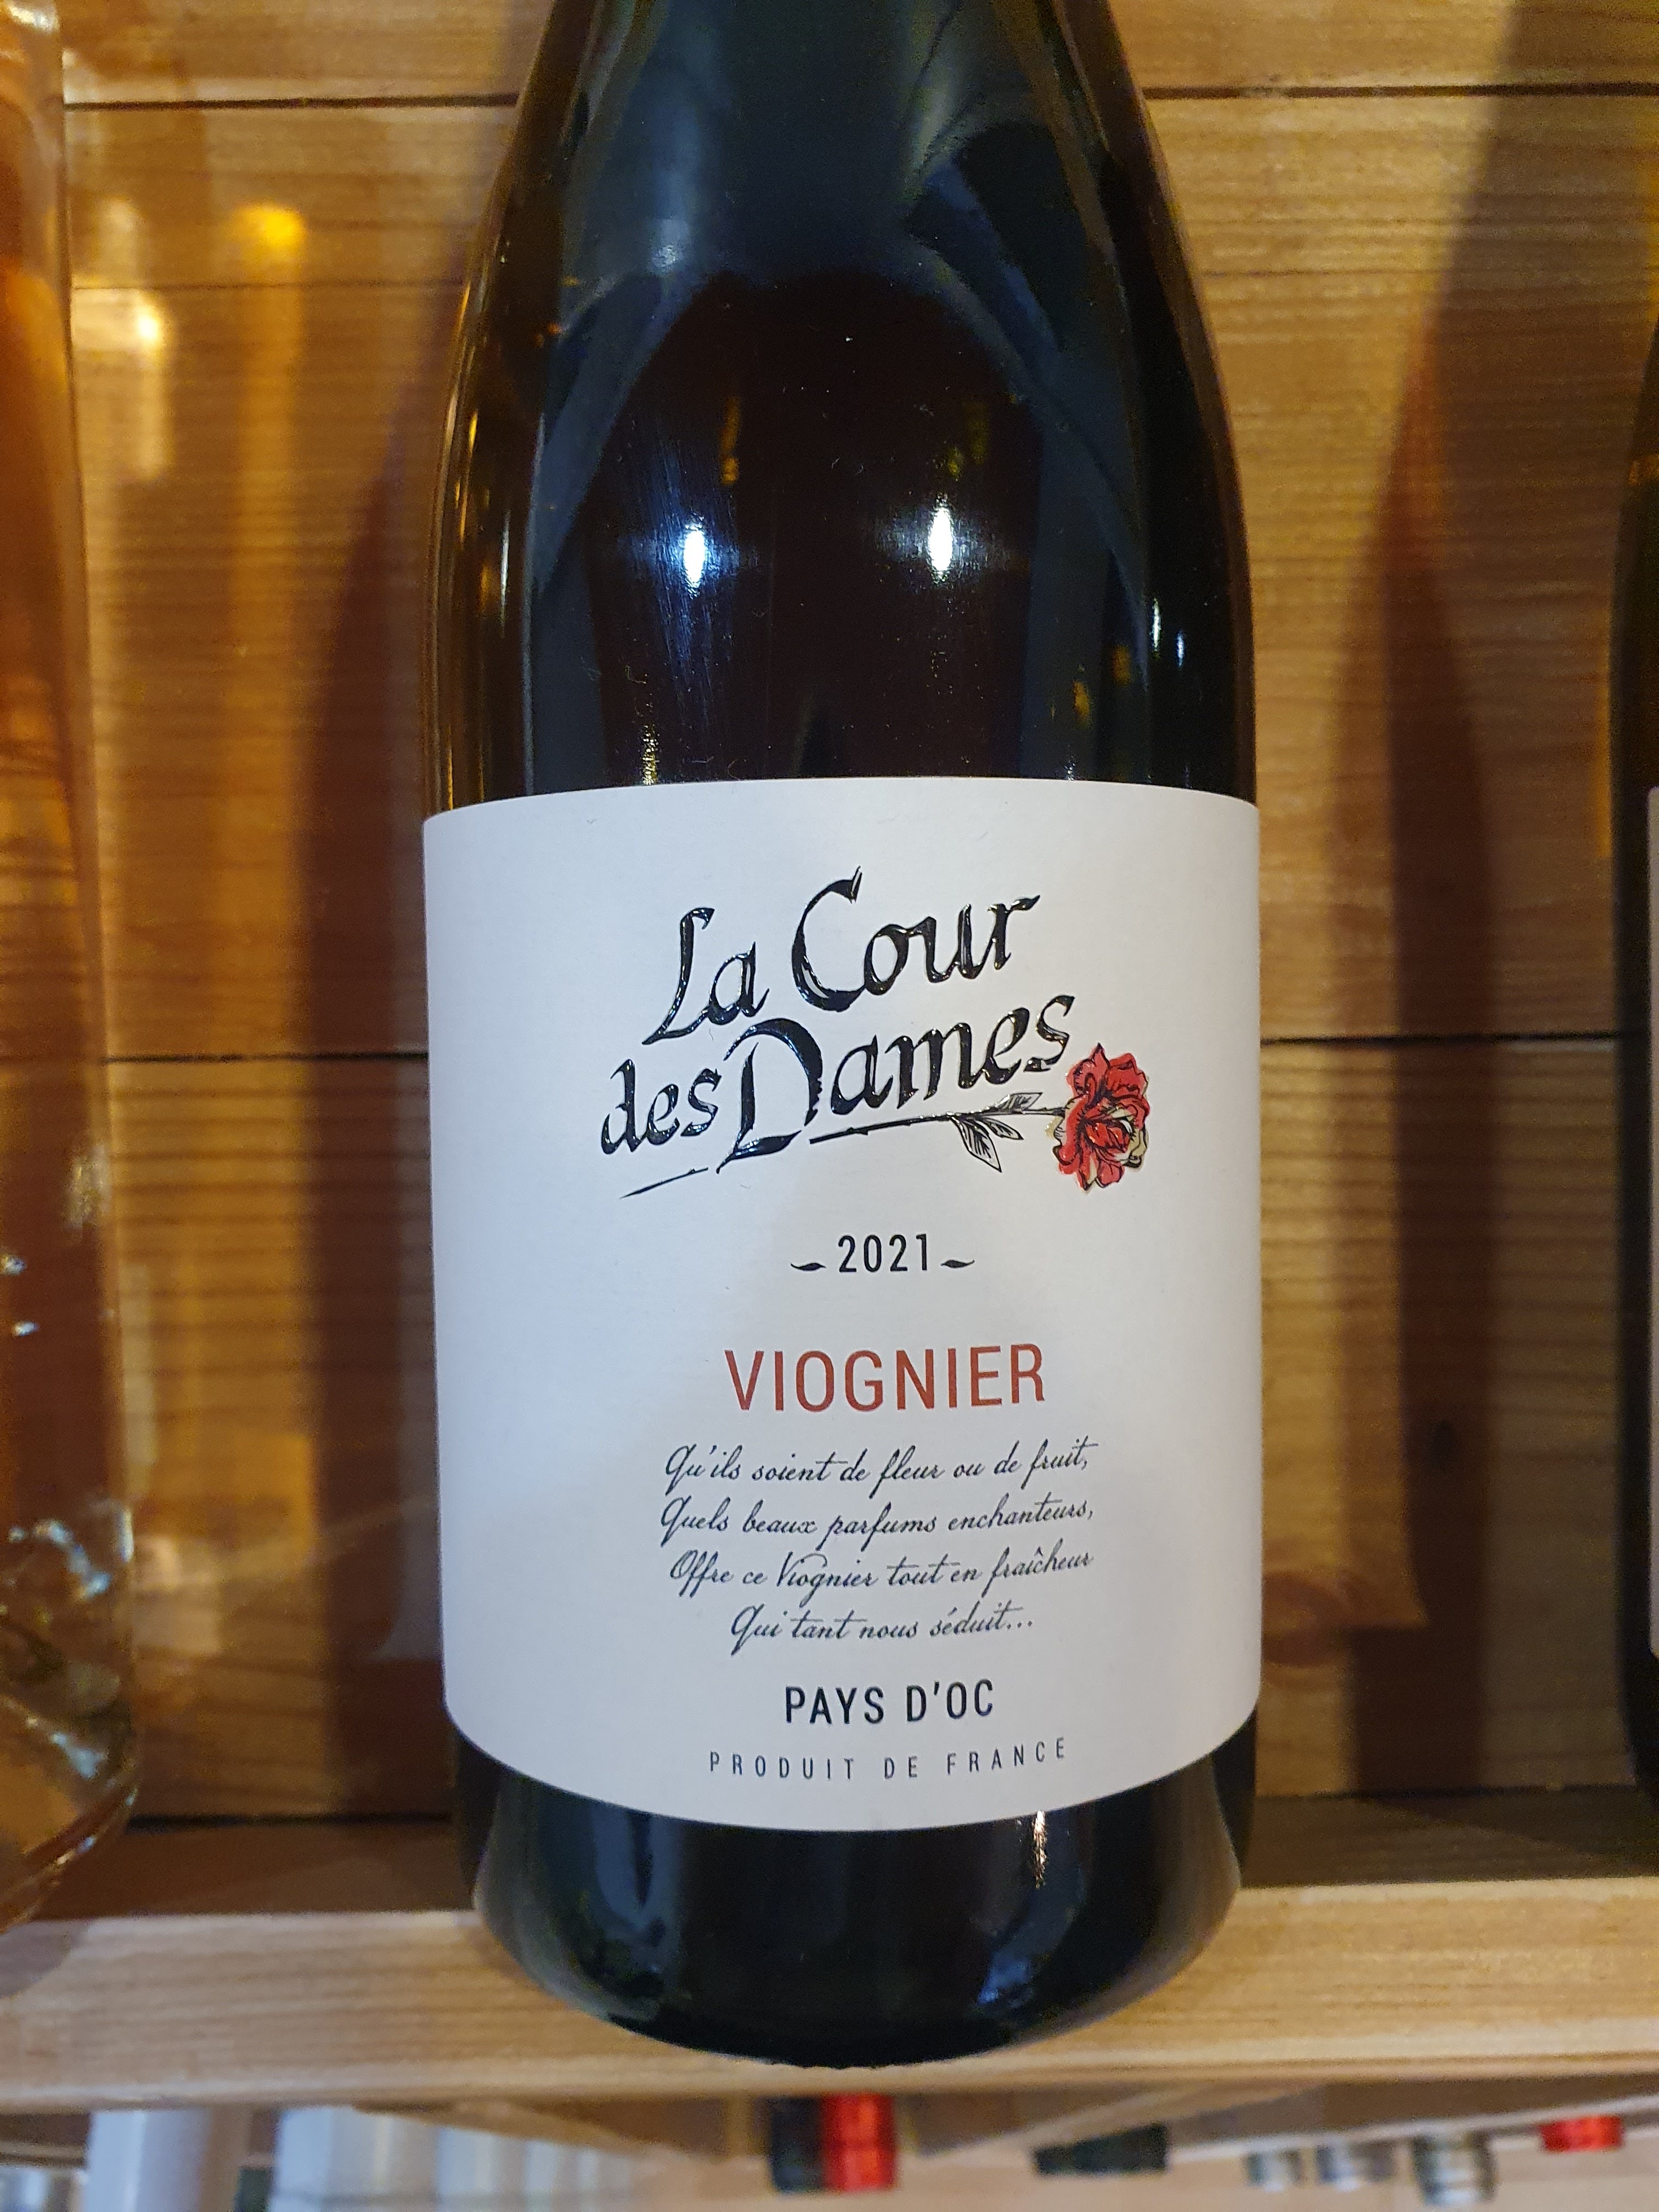 La Cour
des Dames
2021
VIOGNIER
Qu'ils soient de fleur ou de fruit,
Quels beaux parfums enchanteurs,
Offre ce Viognier tout en fraîcheur
Qui tant nous séduit...
PAYS D'OC
PRODUIT DE FRANCE